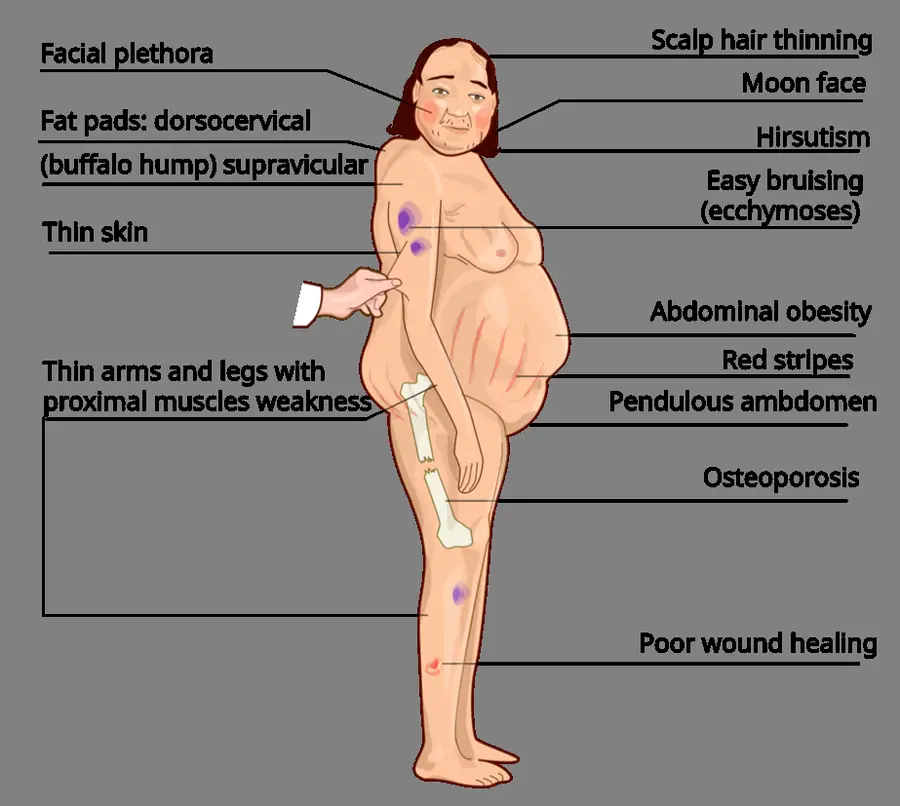 Facial plethora
Fat pads: dorsocervical
(buffalo hump) supravicular
Thin skin
Thin arms and legs with
proximal muscles weakness
Scalp hair thinning
Moon face
Hirsutism
Easy bruising
(ecchymoses)
Abdominal obesity
Red stripes
Pendulous ambdomen
Osteoporosis
Poor wound healing